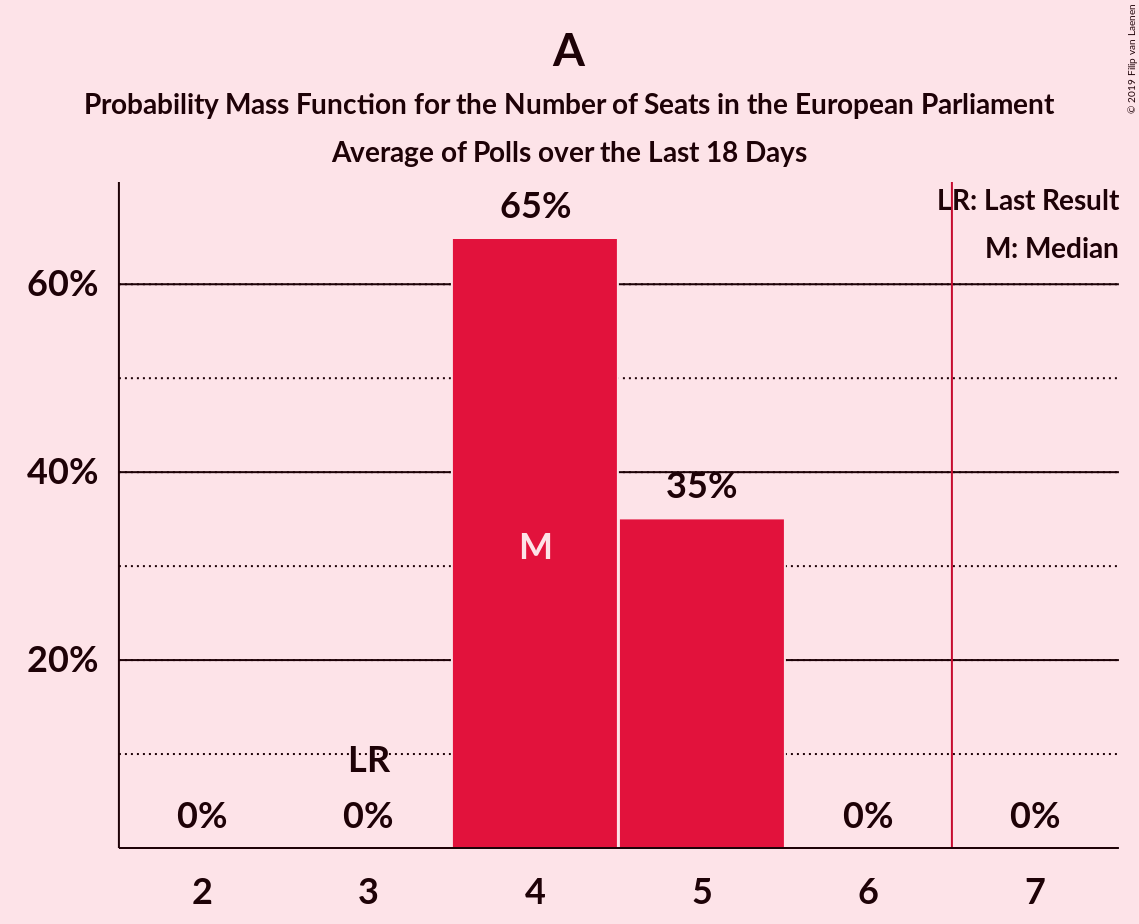 A
Probability Mass Function for the Number of Seats in the European Parliament
Average of Polls over the Last 18 Days
© 2019 Filip van Laenen
LR: Last Result
M: Median
65%
60%
40%
35%
M
20%
LR
0%
0%
0%
0%
2
3
4
5
6
7